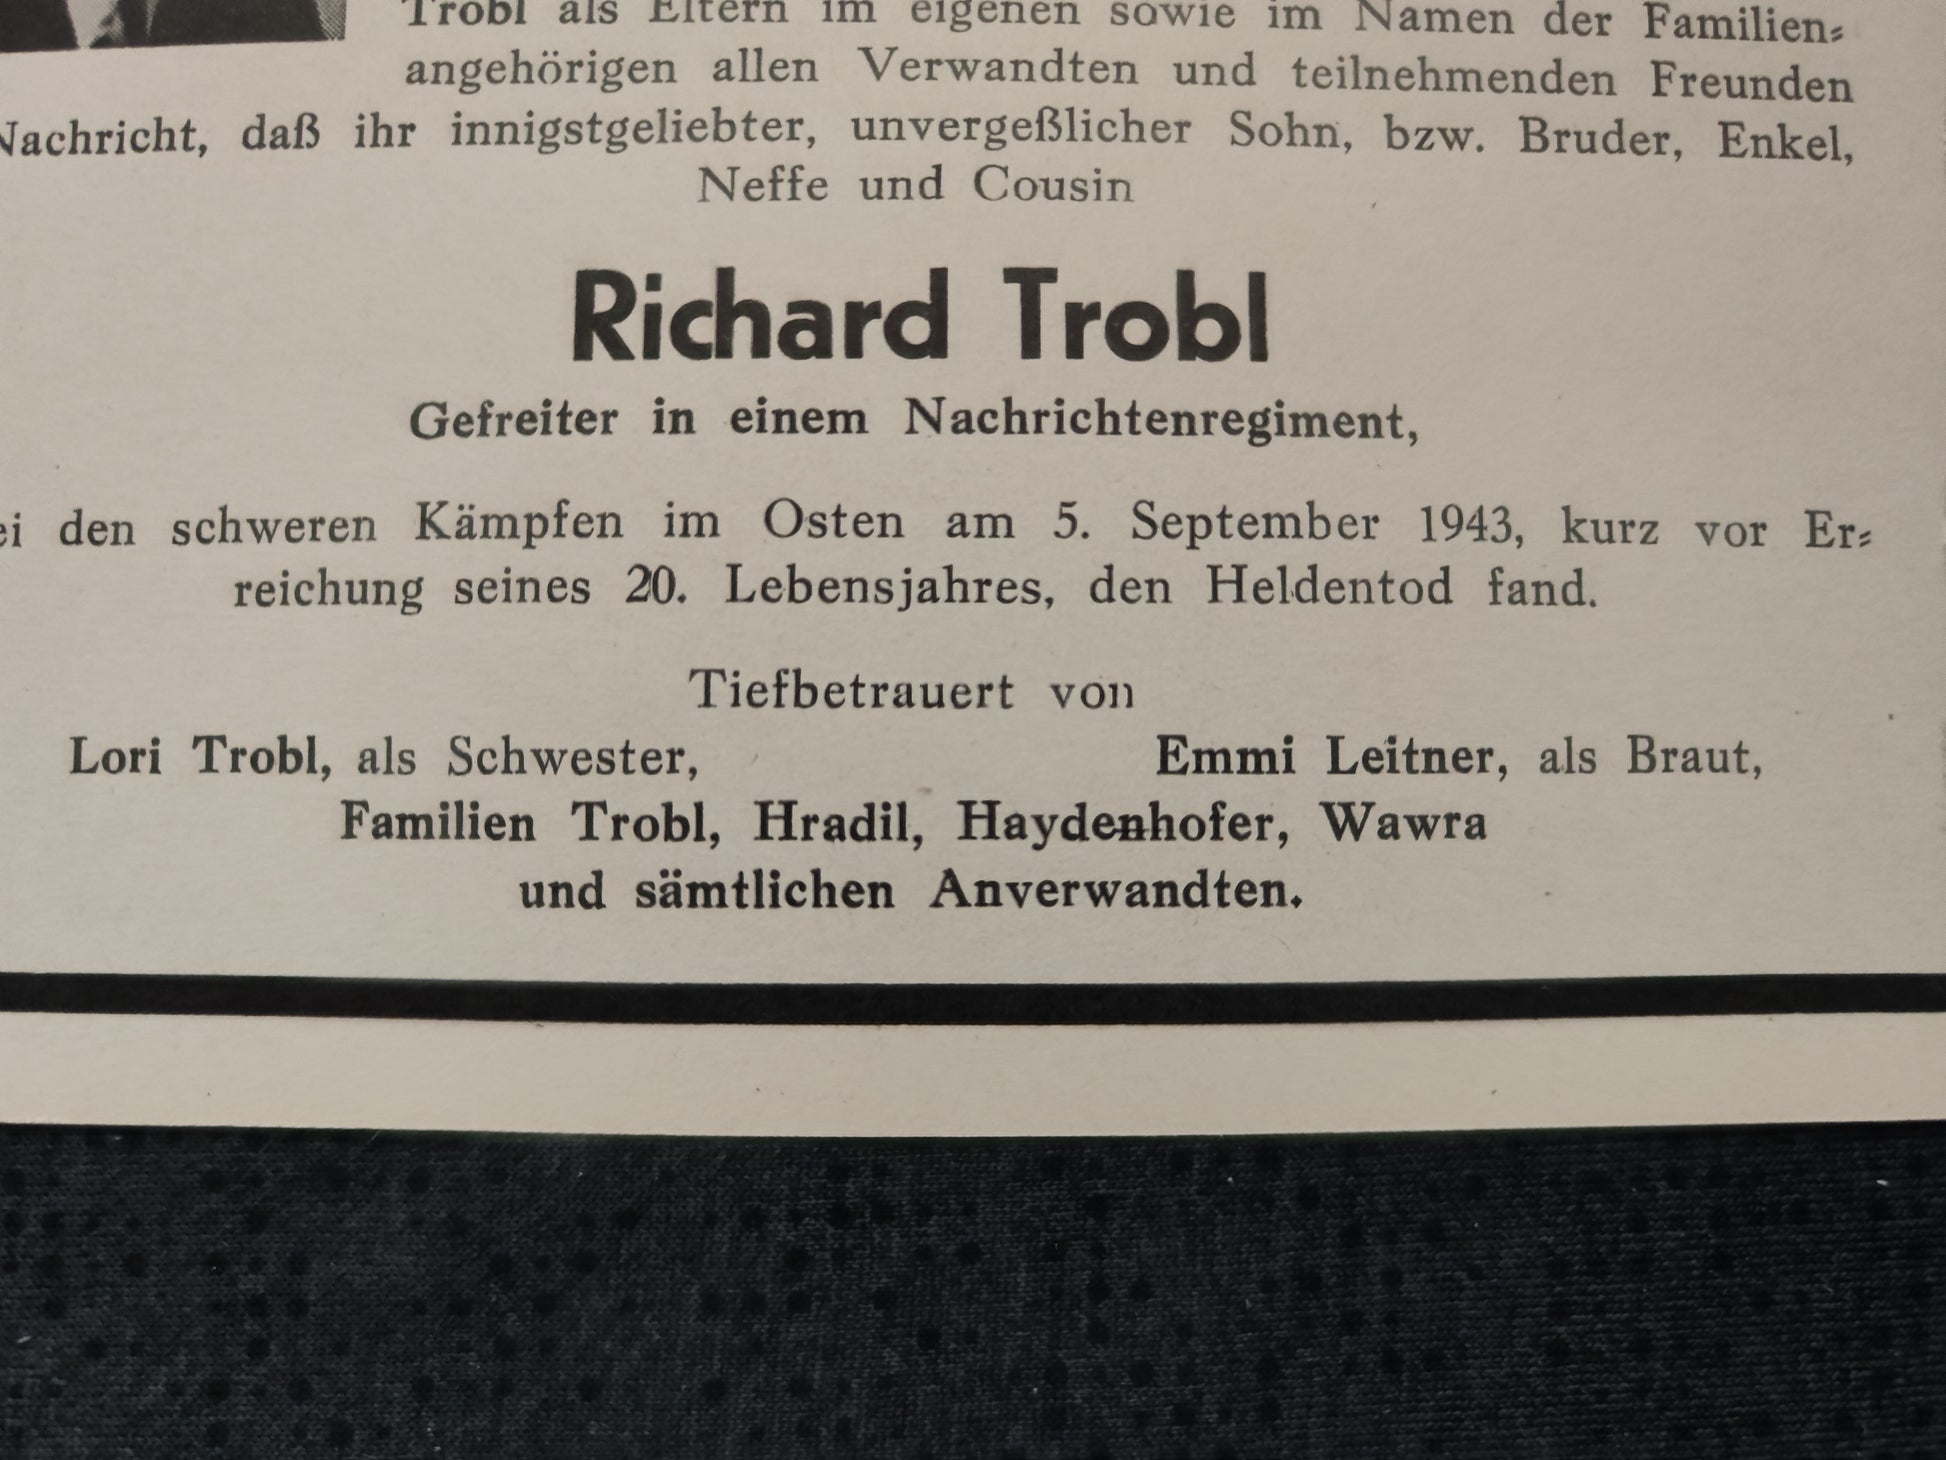 Trobl als Eltern im eigenen sowie im Namen der Familien⸗
angehörigen allen Verwandten und teilnehmenden Freunden
Nachricht, daß ihr innigstgeliebter, unvergeßlicher Sohn, bzw. Bruder, Enkel,
Neffe und Cousin
Richard Trobl
Gefreiter in einem Nachrichtenregiment,
ei den schweren Kämpfen im Osten am 5. September 1943, kurz vor Er⸗
reichung seines 20. Lebensjahres, den Heldentod fand.
Tiefbetrauert von
Lori Trobl, als Schwester, Emmi Leitner, als Braut,
Familien Trobl, Hradil, Haydenhofer, Wawra
und sämtlichen Anverwandten.